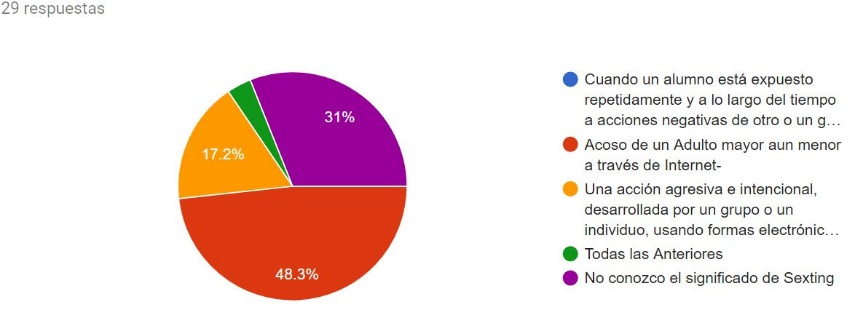 29 respuestas
31%
17.2%
48.3%
Cuando un alumno está expuesto
repetidamente y a lo largo del tiempo
a acciones negativas de otro o un g…
Acoso de un Adulto mayor aun menor
a través de Internet-
Una acción agresiva e intencional,
desarrollada por un grupo o un
individuo, usando formas electrónic…
Todas las Anteriores
No conozco el significado de Sexting